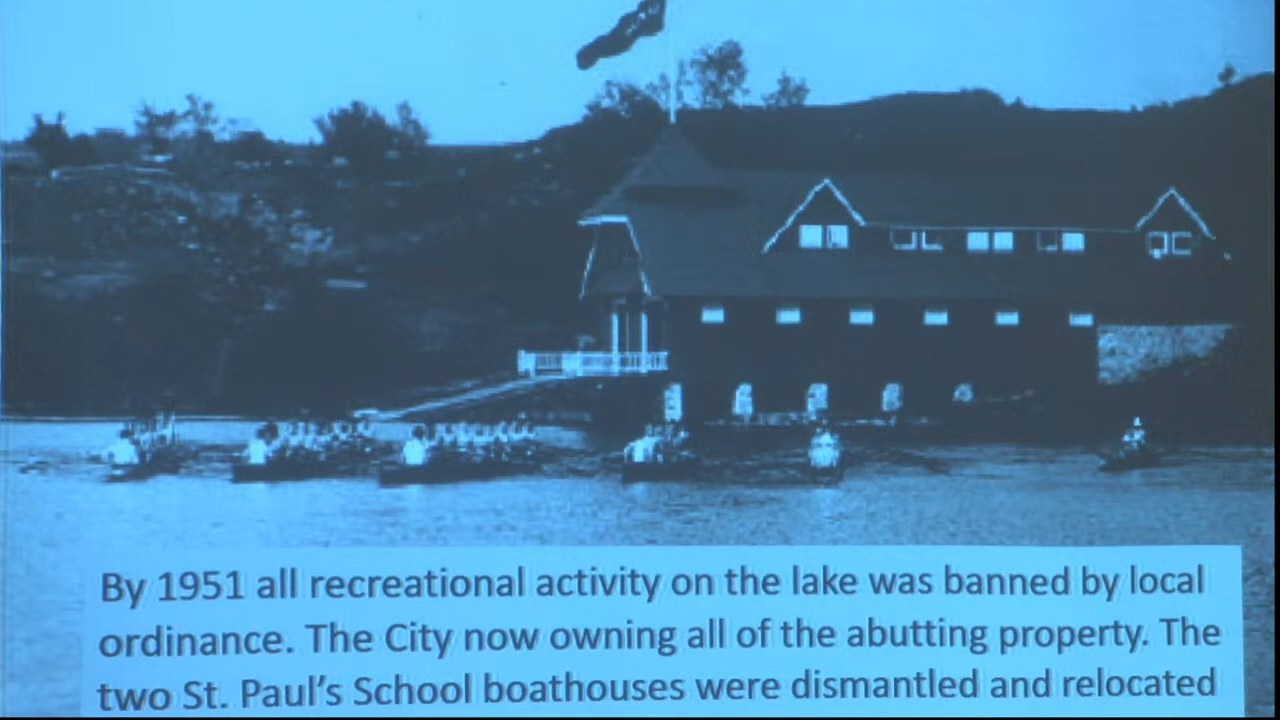 By 1951 all recreational activity on the lake was banned by local
ordinance. The City now owning all of the abutting property. The
two St. Paul’s School boathouses were dismantled and relocated